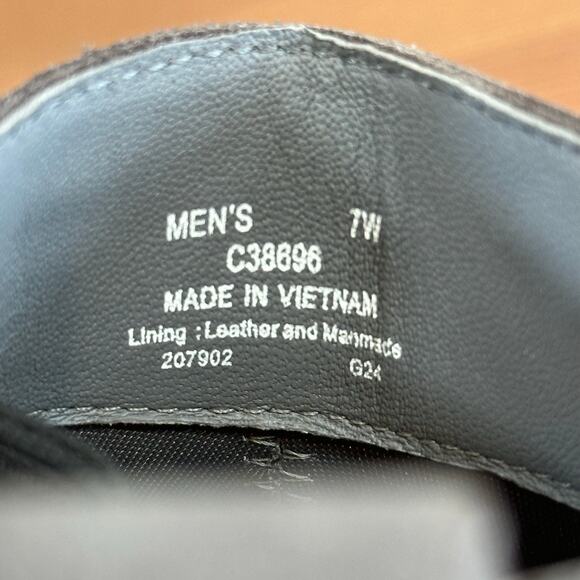 MEN'S 7W
C38696
MADE IN VIETNAM
Lining : Leather and Manmade
207902 G24